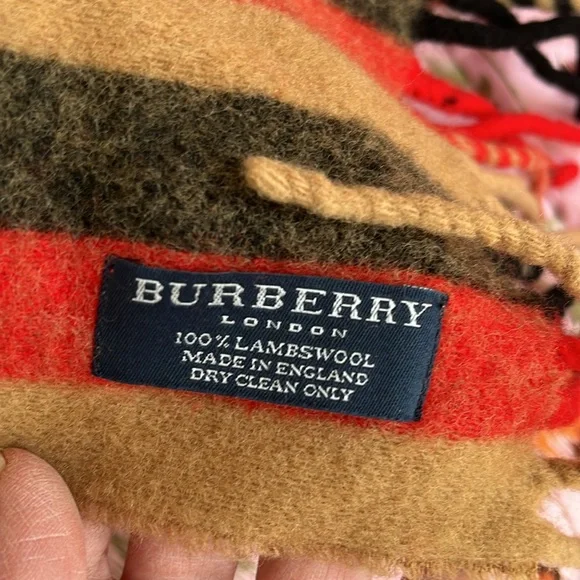 BURBERRY
LONDON
100% LAMBSWOOL
MADE IN ENGLAND
DRY CLEAN ONLY